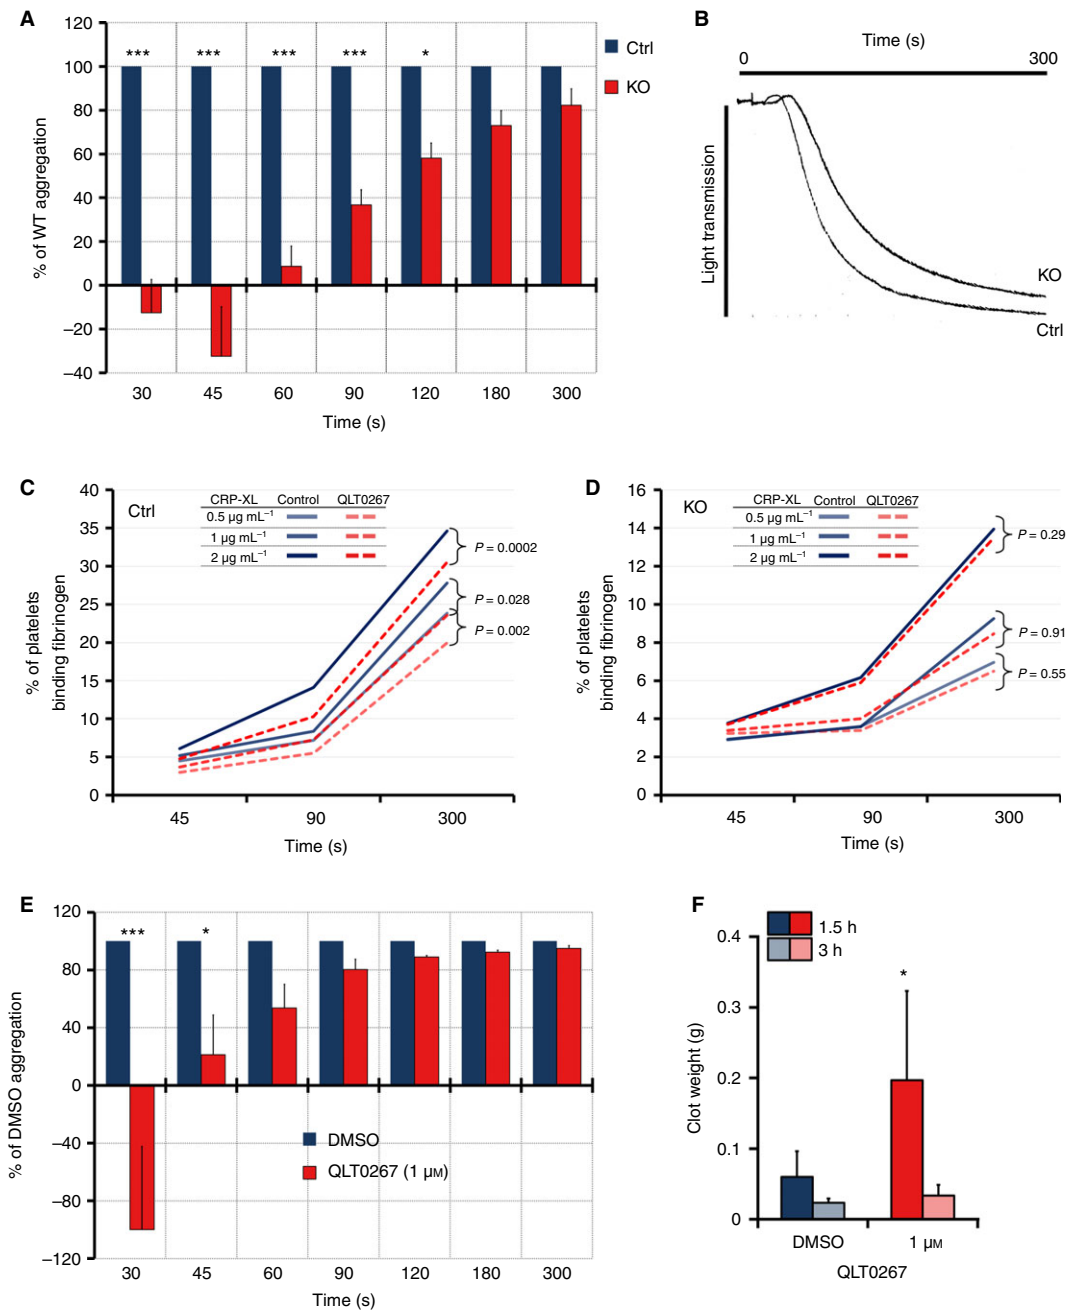 A
120
100
80
60
40
20
0
–20
–40
% of WT aggregation
*** *** *** *** *
Ctrl
KO
30 45 60 90 120 180 300
Time (s)
B
Time (s)
0 300
Light transmission
KO
Ctrl
C
40
35
30
25
20
15
10
5
0
% of platelets
binding fibrinogen
Ctrl
CRP-XL Control QLT0267
0.5 µg mL⁻¹
1 µg mL⁻¹
2 µg mL⁻¹
P = 0.0002
P = 0.028
P = 0.002
45 90 300
Time (s)
D
16
14
12
10
8
6
4
2
0
% of platelets
binding fibrinogen
KO
CRP-XL Control QLT0267
0.5 µg mL⁻¹
1 µg mL⁻¹
2 µg mL⁻¹
P = 0.29
P = 0.91
P = 0.55
45 90 300
Time (s)
E
120
80
40
0
–40
–80
–120
% of DMSO aggregation
*** *
DMSO
QLT0267 (1 µM)
30 45 60 90 120 180 300
Time (s)
F
1.5 h
3 h
0.4
0.3
0.2
0.1
0
Clot weight (g)
*
DMSO 1 µM
QLT0267